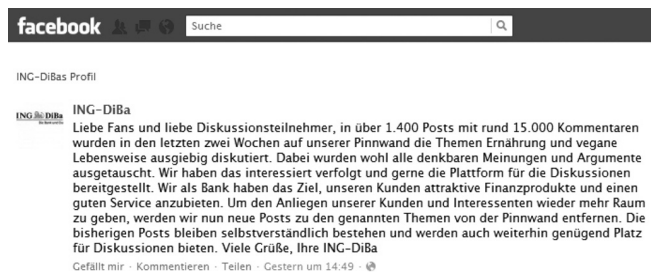 facebook
Suche
ING-DiBas Profil
ING DiBa
ING-DiBa
Liebe Fans und liebe Diskussionsteilnehmer, in über 1.400 Posts mit rund 15.000 Kommentaren
wurden in den letzten zwei Wochen auf unserer Pinnwand die Themen Ernährung und vegane
Lebensweise ausgiebig diskutiert. Dabei wurden wohl alle denkbaren Meinungen und Argumente
ausgetauscht. Wir haben das interessiert verfolgt und gerne die Plattform für die Diskussionen
bereitgestellt. Wir als Bank haben das Ziel, unseren Kunden attraktive Finanzprodukte und einen
guten Service anzubieten. Um den Anliegen unserer Kunden und Interessenten wieder mehr Raum
zu geben, werden wir nun neue Posts zu den genannten Themen von der Pinnwand entfernen. Die
bisherigen Posts bleiben selbstverständlich bestehen und werden auch weiterhin genügend Platz
für Diskussionen bieten. Viele Grüße, Ihre ING-DiBa
Gefällt mir · Kommentieren · Teilen · Gestern um 14:49 ·